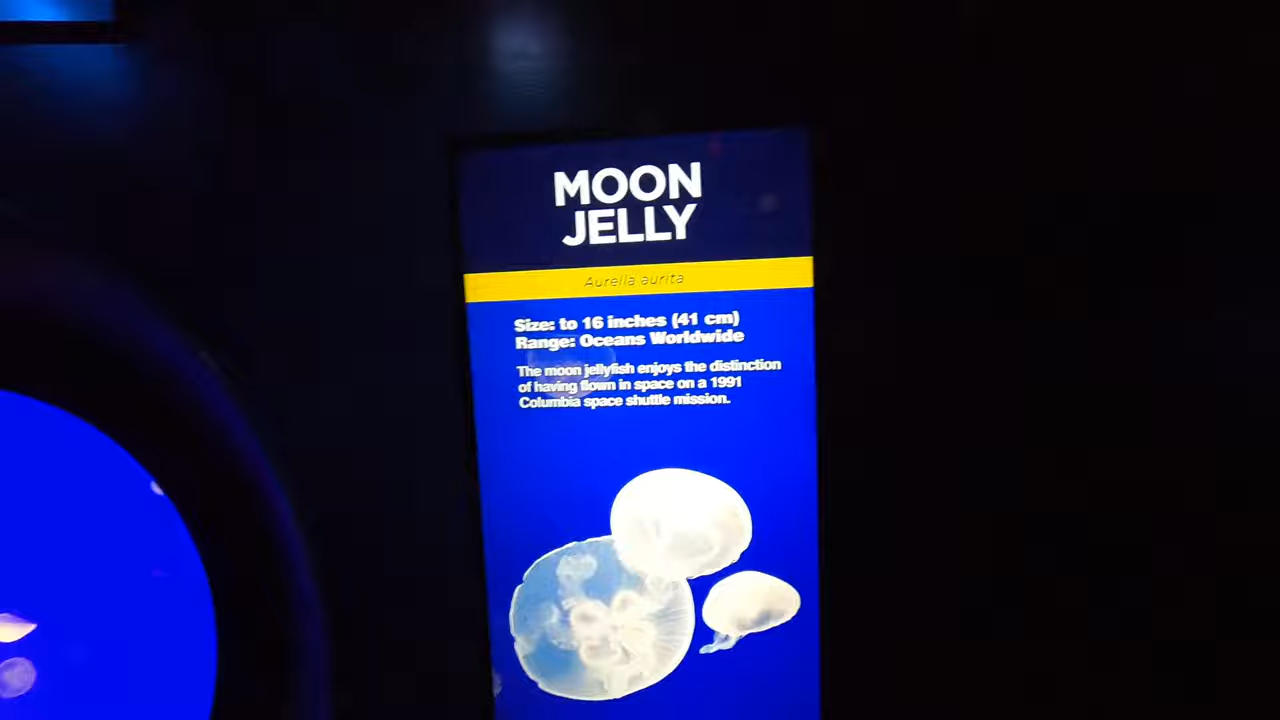 MOON
JELLY
Aurelia aurita
Size: to 16 inches (41 cm)
Range: Oceans Worldwide
The moon jellyfish enjoys the distinction
of having flown in space on a 1991
Columbia space shuttle mission.